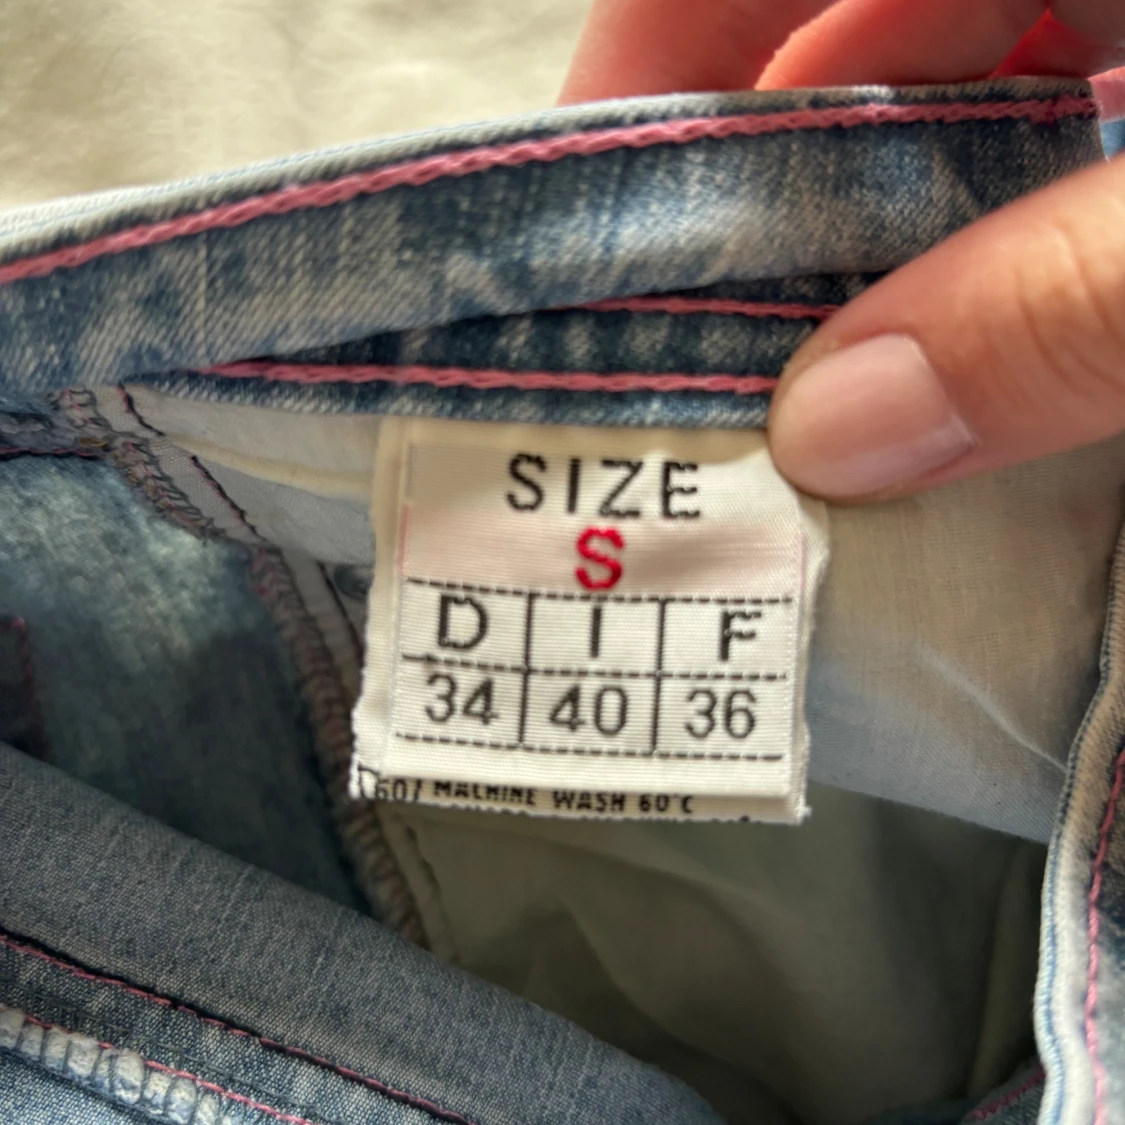 SIZE
S
D I F
34 40 36
MACHINE WASH 60°C